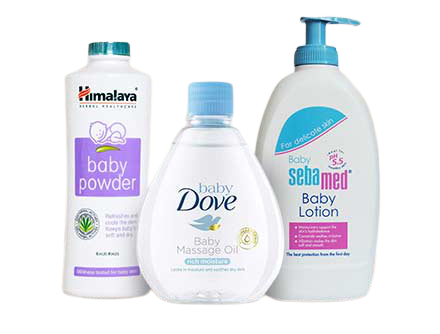 Himalaya
HERBAL HEALTHCARE
baby
powder
Refreshes and
cools the skin
Keeps baby
soft and dry
baby
Dove
Baby
Massage Oil
rich moisture
For delicate skin
Baby
pH
5.5
sebamed
Baby
Lotion
The best protection from the first day